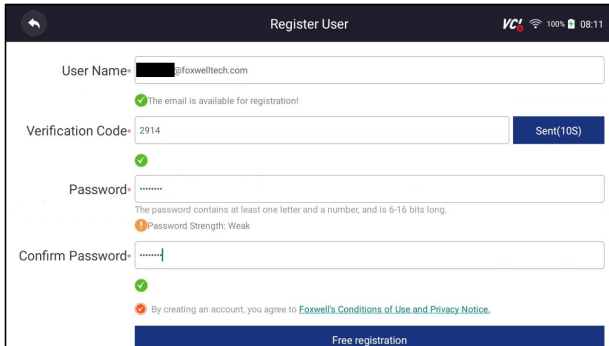 Register User
VCI 100% 08:11
User Name* @foxwelltech.com
The email is available for registration!
Verification Code* 2914 Sent(10S)
Password* ········
The password contains at least one letter and a number, and is 6-16 bits long.
Password Strength: Weak
Confirm Password* ········
By creating an account, you agree to Foxwell's Conditions of Use and Privacy Notice.
Free registration